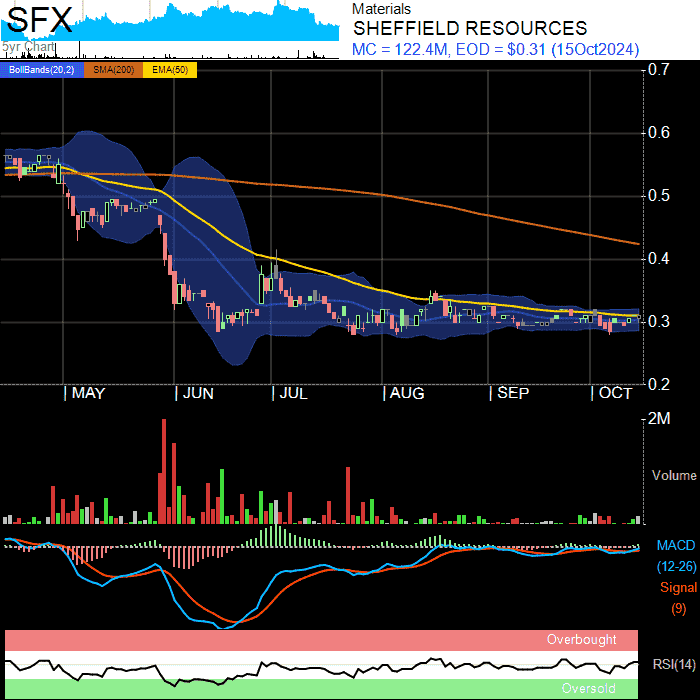 SFX
5yr Chart
Materials
SHEFFIELD RESOURCES
MC = 122.4M, EOD = $0.31 (15Oct2024)
BollBands(20,2) SMA(200) EMA(50)
0.7
0.6
0.5
0.4
0.3
0.2
| MAY | JUN | JUL | AUG | SEP | OCT
2M
Volume
MACD
(12-26)
Signal
(9)
Overbought
RSI(14)
Oversold